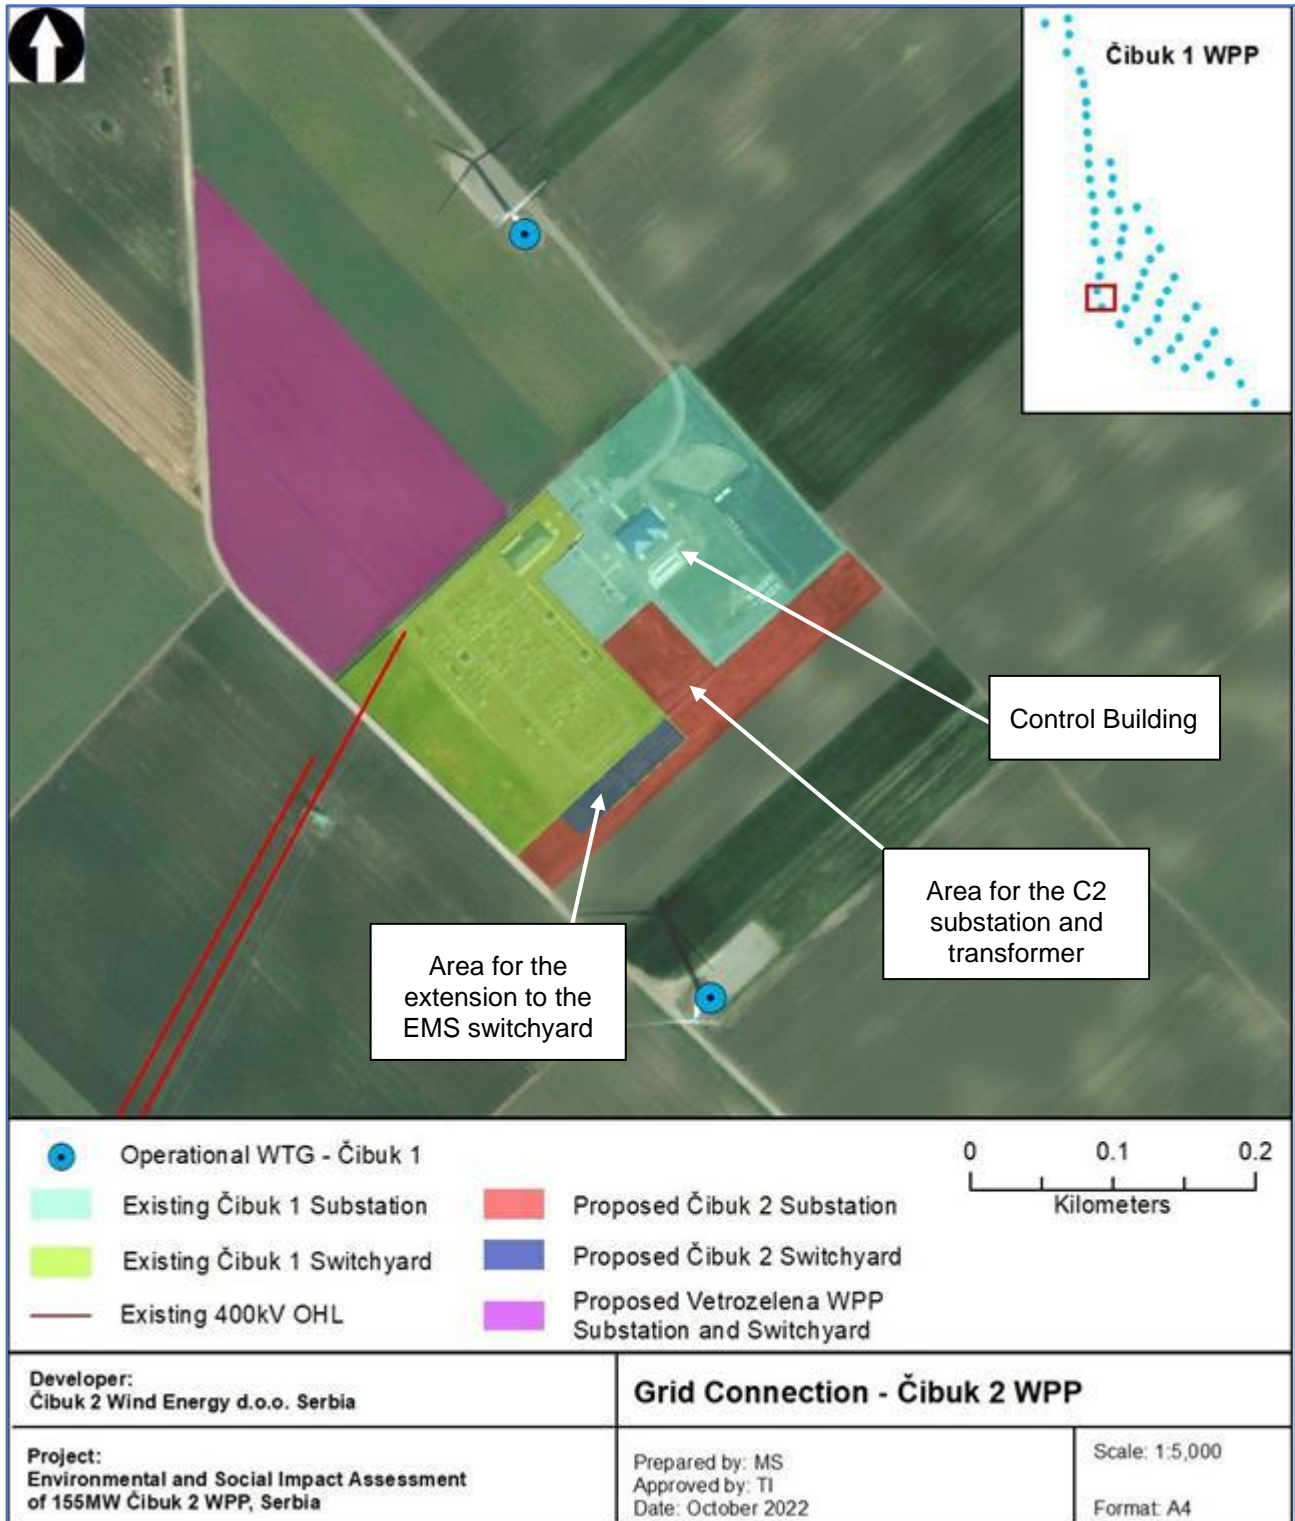 Čibuk 1 WPP
Control Building
Area for the C2
substation and
transformer
Area for the
extension to the
EMS switchyard
Operational WTG - Čibuk 1
Existing Čibuk 1 Substation
Existing Čibuk 1 Switchyard
Existing 400kV OHL
Proposed Čibuk 2 Substation
Proposed Čibuk 2 Switchyard
Proposed Vetrozelena WPP
Substation and Switchyard
0 0.1 0.2
Kilometers
Developer:
Čibuk 2 Wind Energy d.o.o. Serbia
Grid Connection - Čibuk 2 WPP
Project:
Environmental and Social Impact Assessment
of 155MW Čibuk 2 WPP, Serbia
Prepared by: MS
Approved by: TI
Date: October 2022
Scale: 1:5,000
Format: A4